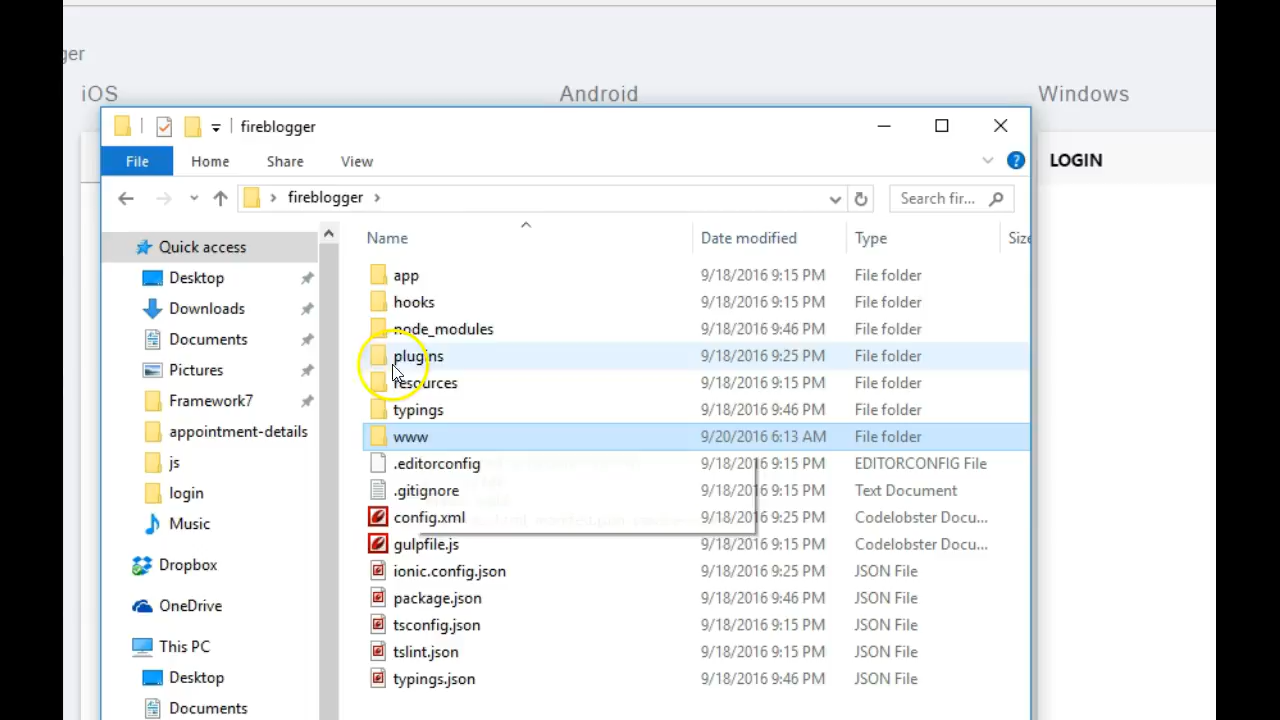 ger
iOS Android Windows
fireblogger
LOGIN
File Home Share View
fireblogger Search fir...
Name Date modified Type Size
Quick access
Desktop
Downloads
Documents
Pictures
Framework7
appointment-details
js
login
Music
Dropbox
OneDrive
This PC
Desktop
Documents
app 9/18/2016 9:15 PM File folder
hooks 9/18/2016 9:15 PM File folder
node_modules 9/18/2016 9:46 PM File folder
plugins 9/18/2016 9:25 PM File folder
resources 9/18/2016 9:15 PM File folder
typings 9/18/2016 9:46 PM File folder
www 9/20/2016 6:13 AM File folder
.editorconfig 9/18/2016 9:15 PM EDITORCONFIG File
.gitignore 9/18/2016 9:15 PM Text Document
config.xml 9/18/2016 9:25 PM Codelobster Docu...
gulpfile.js 9/18/2016 9:15 PM Codelobster Docu...
ionic.config.json 9/18/2016 9:25 PM JSON File
package.json 9/18/2016 9:46 PM JSON File
tsconfig.json 9/18/2016 9:15 PM JSON File
tslint.json 9/18/2016 9:15 PM JSON File
typings.json 9/18/2016 9:46 PM JSON File